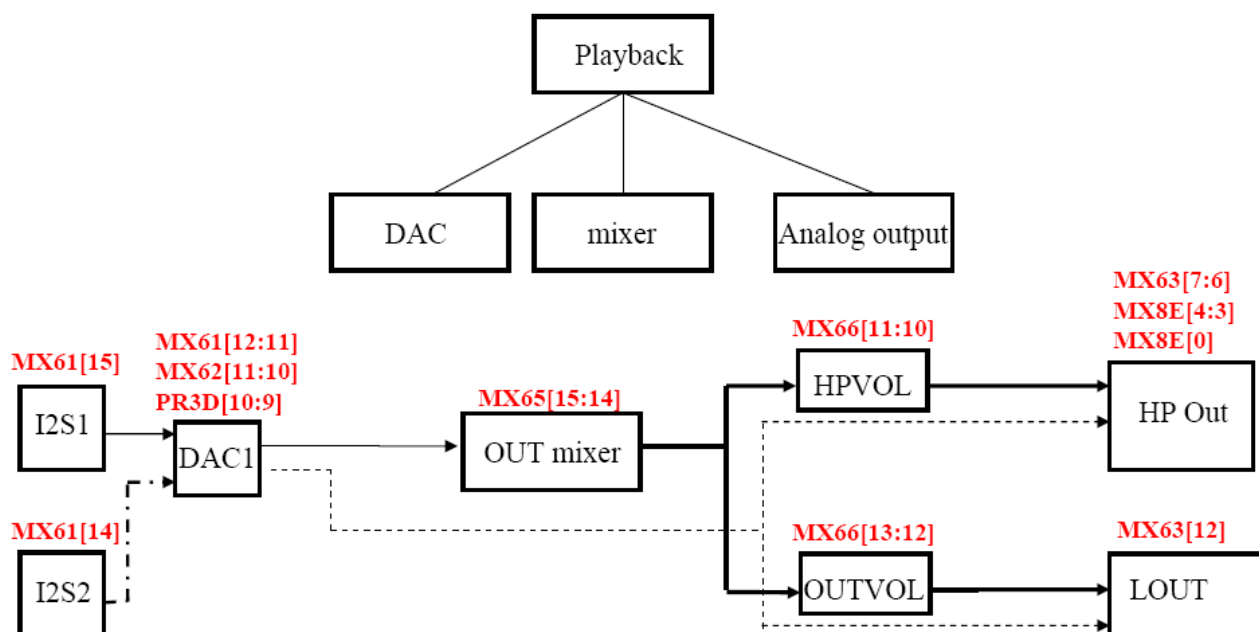 Playback
DAC
mixer
Analog output
MX63[7:6]
MX8E[4:3]
MX8E[0]
MX61[12:11]
MX62[11:10]
PR3D[10:9]
MX66[11:10]
MX61[15]
MX65[15:14]
I2S1
DAC1
OUT mixer
HPVOL
HP Out
MX61[14]
MX66[13:12]
MX63[12]
I2S2
OUTVOL
LOUT